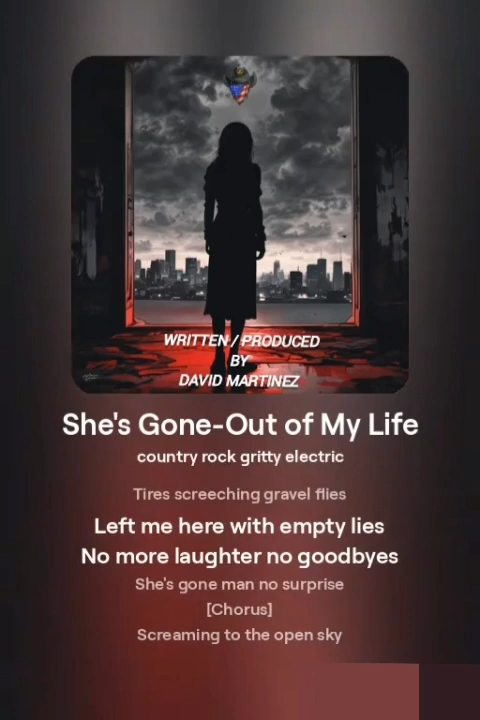 WRITTEN / PRODUCED
BY
DAVID MARTINEZ
She's Gone-Out of My Life
country rock gritty electric
Tires screeching gravel flies
Left me here with empty lies
No more laughter no goodbyes
She's gone man no surprise
[Chorus]
Screaming to the open sky